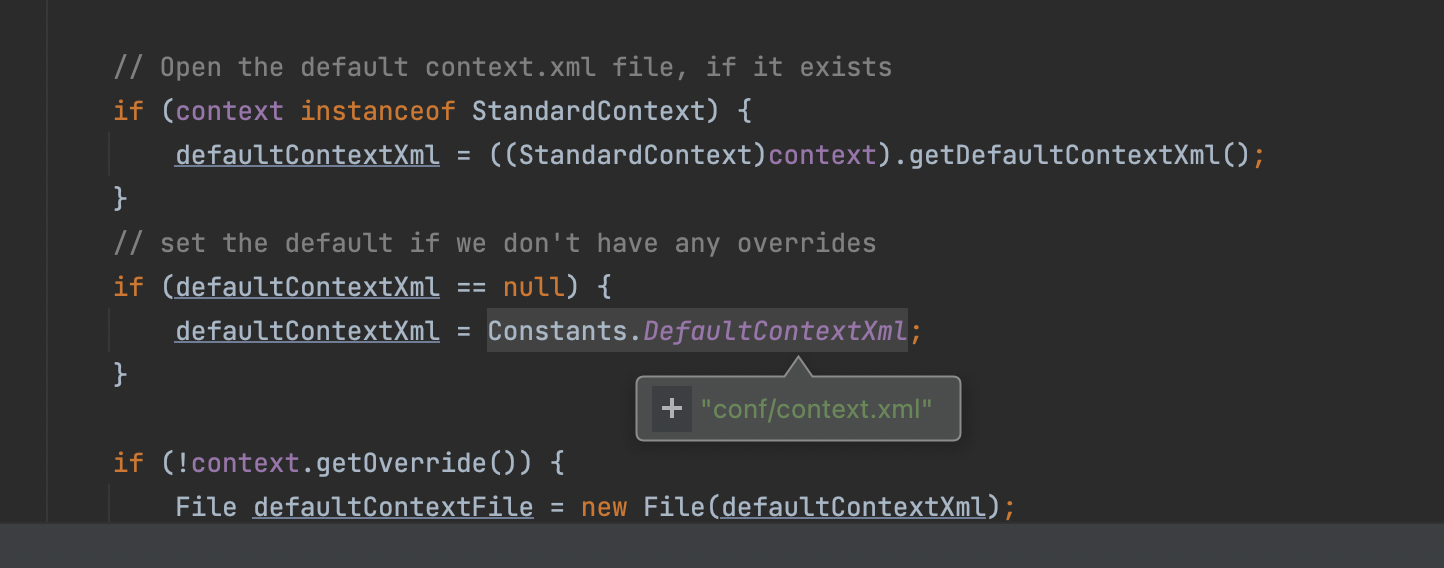 // Open the default context.xml file, if it exists
if (context instanceof StandardContext) {
defaultContextXml = ((StandardContext)context).getDefaultContextXml();
}
// set the default if we don't have any overrides
if (defaultContextXml == null) {
defaultContextXml = Constants.DefaultContextXml;
}
+ "conf/context.xml"
if (!context.getOverride()) {
File defaultContextFile = new File(defaultContextXml);